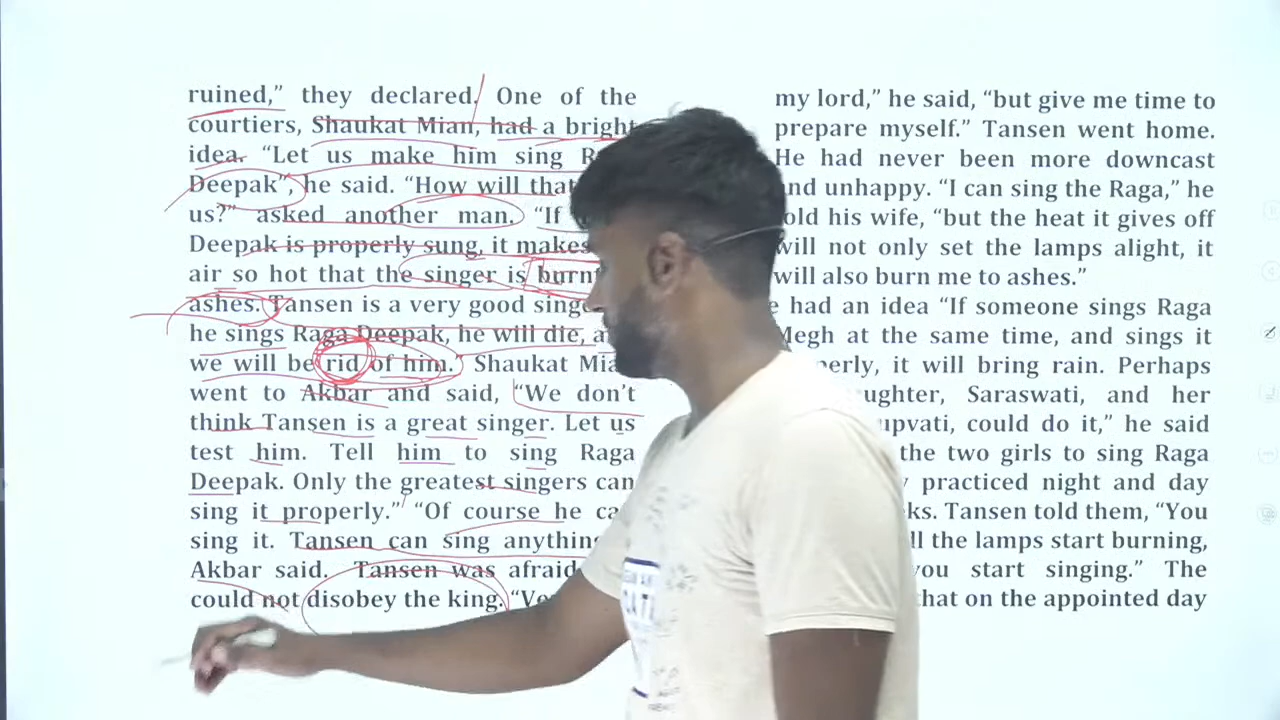 ruined,” they declared. One of the
courtiers, Shaukat Mian, had a bright
idea. “Let us make him sing
Deepak”, he said. “How will that
us?” asked another man. “If
Deepak is properly sung, it makes
air so hot that the singer is burnt
ashes. Tansen is a very good
he sings Raga Deepak, he will die,
we will be rid of him.” Shaukat
went to Akbar and said, “We don’t
think Tansen is a great singer. Let us
test him. Tell him to sing Raga
Deepak. Only the greatest singers can
sing it properly.” “Of course he
sing it. Tansen can sing
Akbar said. Tansen was
could not disobey the king.
my lord,” he said, “but give me time to
prepare myself.” Tansen went home.
He had never been more downcast
and unhappy. “I can sing the Raga,” he
told his wife, “but the heat it gives off
will not only set the lamps alight, it
will also burn me to ashes.”
had an idea “If someone sings Raga
Megh at the same time, and sings it
it will bring rain. Perhaps
Saraswati, and her
could do it,” he said
the two girls to sing Raga
practiced night and day
Tansen told them, “You
the lamps start burning,
you start singing.” The
that on the appointed day